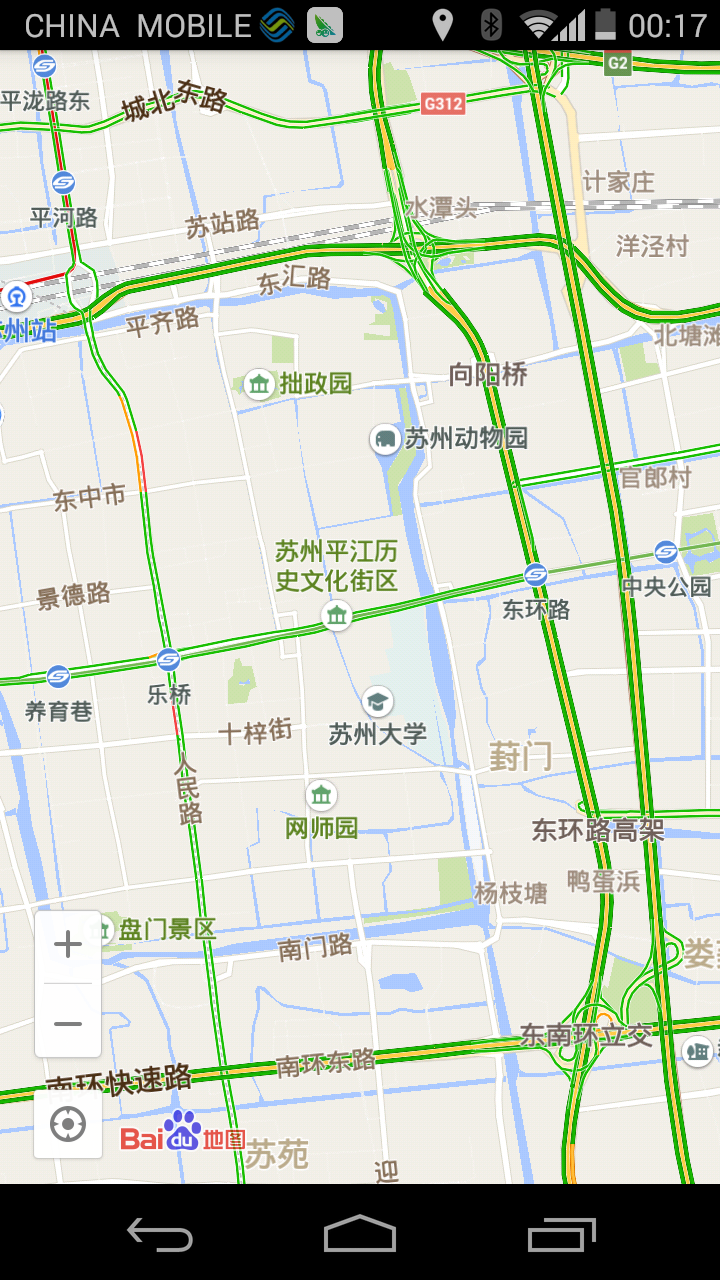 CHINA MOBILE 00:17
G2
平泷路东
城北东路
G312
平河路
计家庄
水潭头
苏站路
洋泾村
东汇路
州站
平齐路
北塘滩
向阳桥
拙政园
苏州动物园
官郎村
东中市
苏州平江历
史文化街区
中央公园
景德路
东环路
乐桥
养育巷
十梓街
苏州大学
葑门
人民路
网师园
东环路高架
鸭蛋浜
杨枝塘
盘门景区
南门路
娄
东南环立交
南环东路
南环快速路
Bai du 地图
苏苑
迎